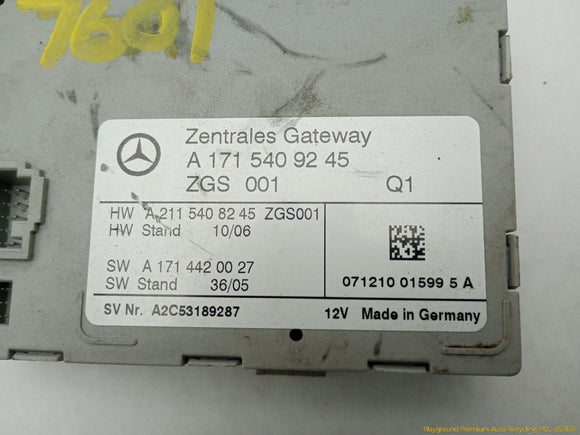 7601
Zentrales Gateway
A 171 540 92 45
ZGS 001 Q1
HW A 211 540 82 45 ZGS001
HW Stand 10/06
SW A 171 442 00 27
SW Stand 36/05
071210 01599 5 A
SV Nr. A2C53189287 12V Made in Germany
Playground Premium Auto Recycling-PSC-25760